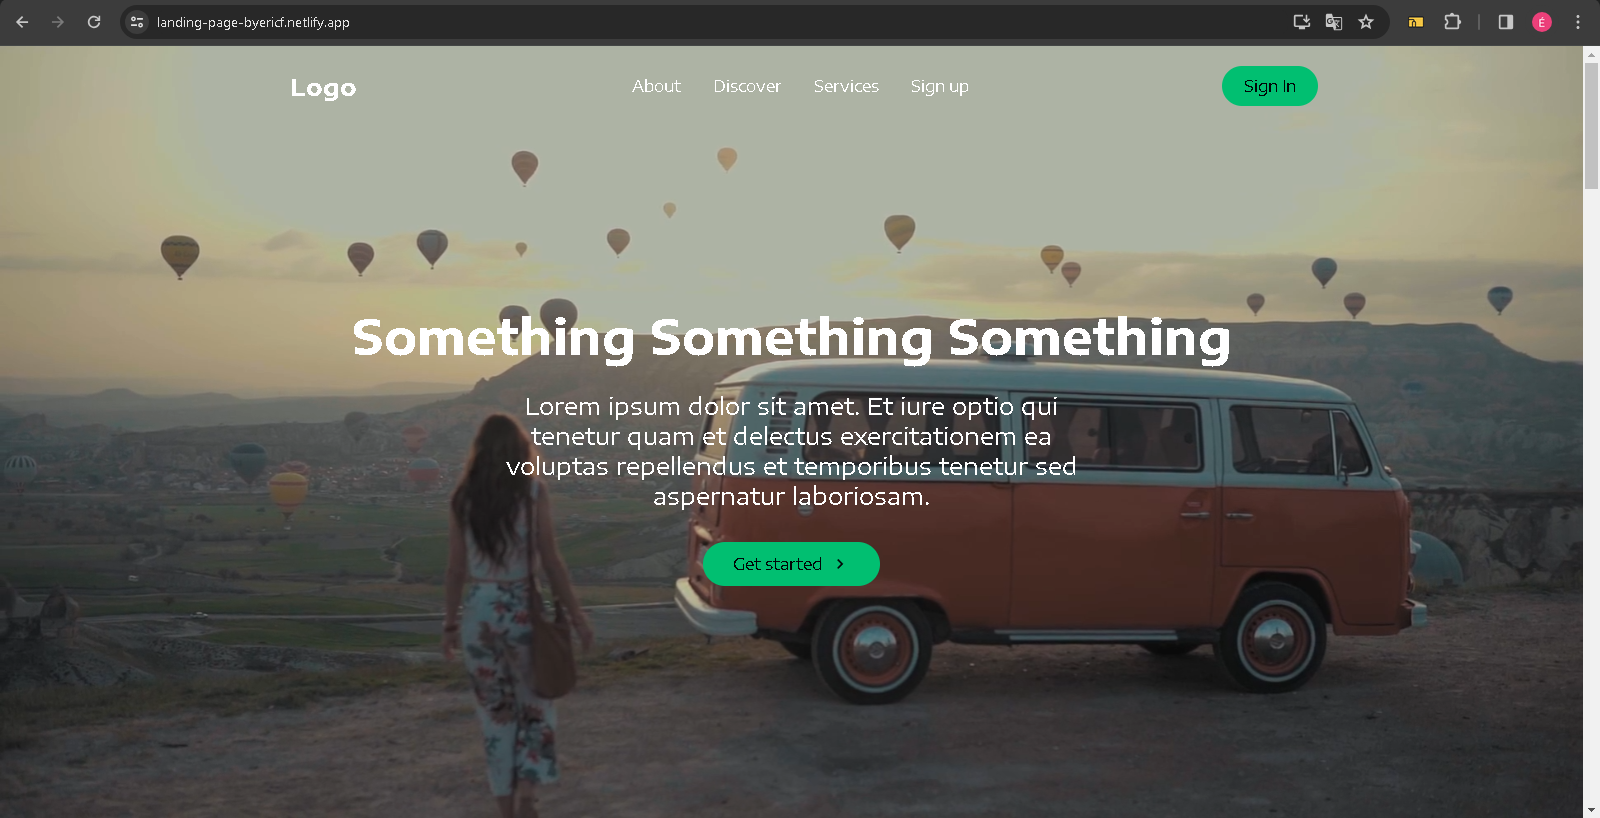 landing-page-byericf.netlify.app
É
Logo
About
Discover
Services
Sign up
Sign In
Something Something Something
Lorem ipsum dolor sit amet. Et iure optio qui
tenetur quam et delectus exercitationem ea
voluptas repellendus et temporibus tenetur sed
aspernatur laboriosam.
Get started